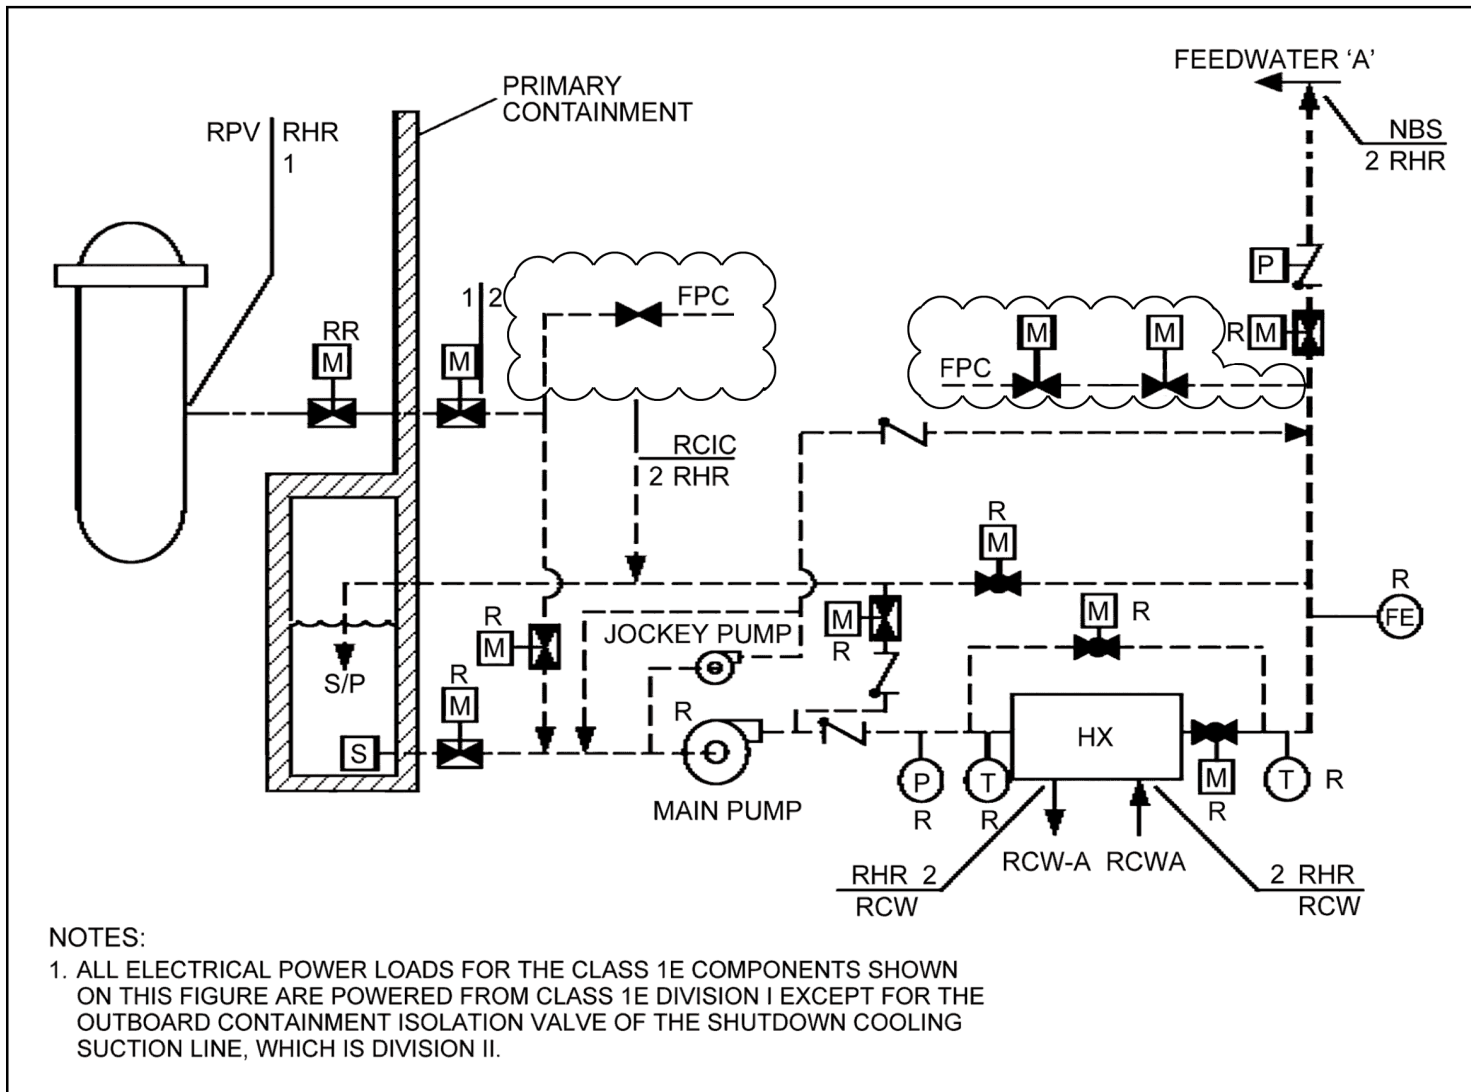 FEEDWATER ‘A’
PRIMARY
CONTAINMENT
RPV RHR
1
NBS
2 RHR
P
1 2
FPC
RR
M
M
M
M
R M
FPC
RCIC
2 RHR
R
M
R
FE
M R
R
M
JOCKEY PUMP
M
R
S/P
R
M
R
S
HX
MAIN PUMP
P
R
T
R
M
R
T R
RCW-A RCWA
RHR 2
RCW
2 RHR
RCW
NOTES:
1. ALL ELECTRICAL POWER LOADS FOR THE CLASS 1E COMPONENTS SHOWN
ON THIS FIGURE ARE POWERED FROM CLASS 1E DIVISION I EXCEPT FOR THE
OUTBOARD CONTAINMENT ISOLATION VALVE OF THE SHUTDOWN COOLING
SUCTION LINE, WHICH IS DIVISION II.